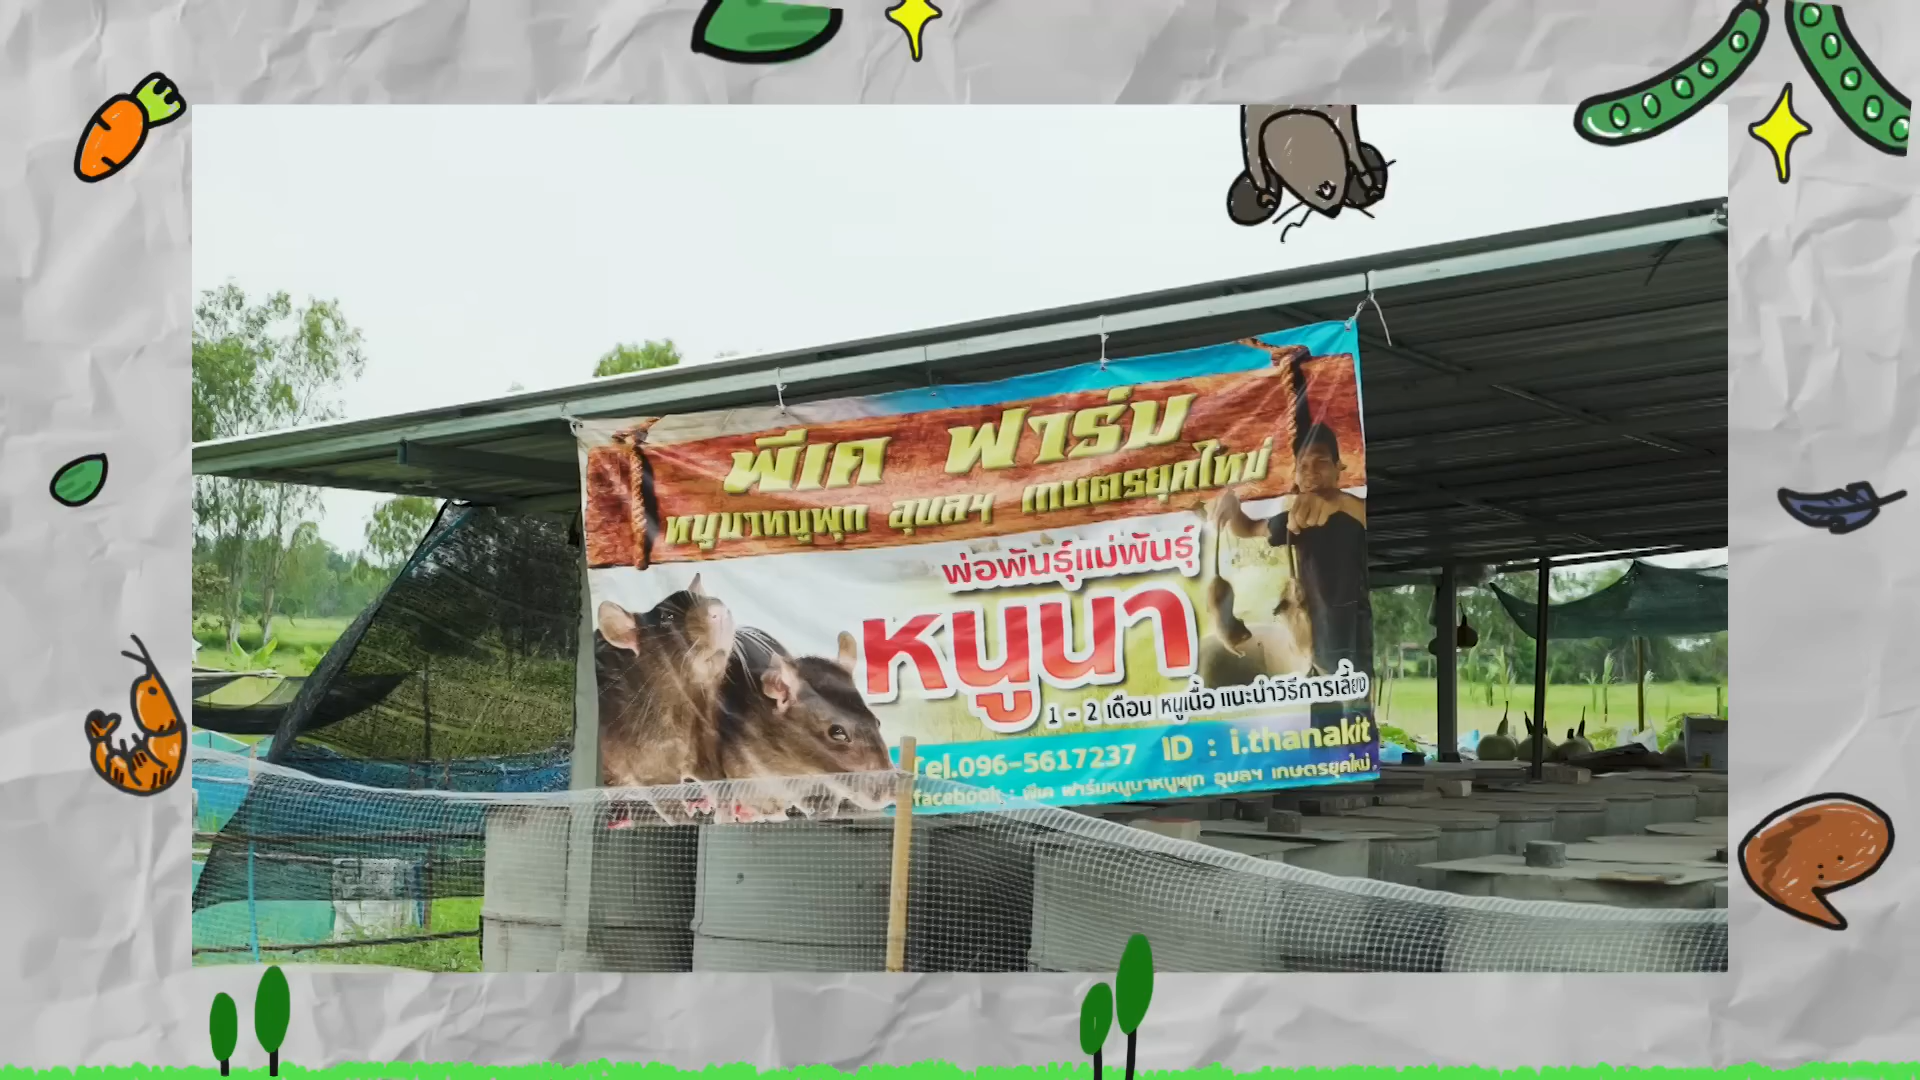 พีเค ฟาร์ม
หนูนาหนูพุก อุบลฯ เกษตรยุคใหม่
พ่อพันธุ์แม่พันธุ์
หนูนา
1 - 2 เดือน หนูเนื้อ แนะนำวิธีการเลี้ยง
Tel.096-5617237 ID : i.thanakit
facebook : พีเค ฟาร์มหนูนาหนูพุก อุบลฯ เกษตรยุคใหม่